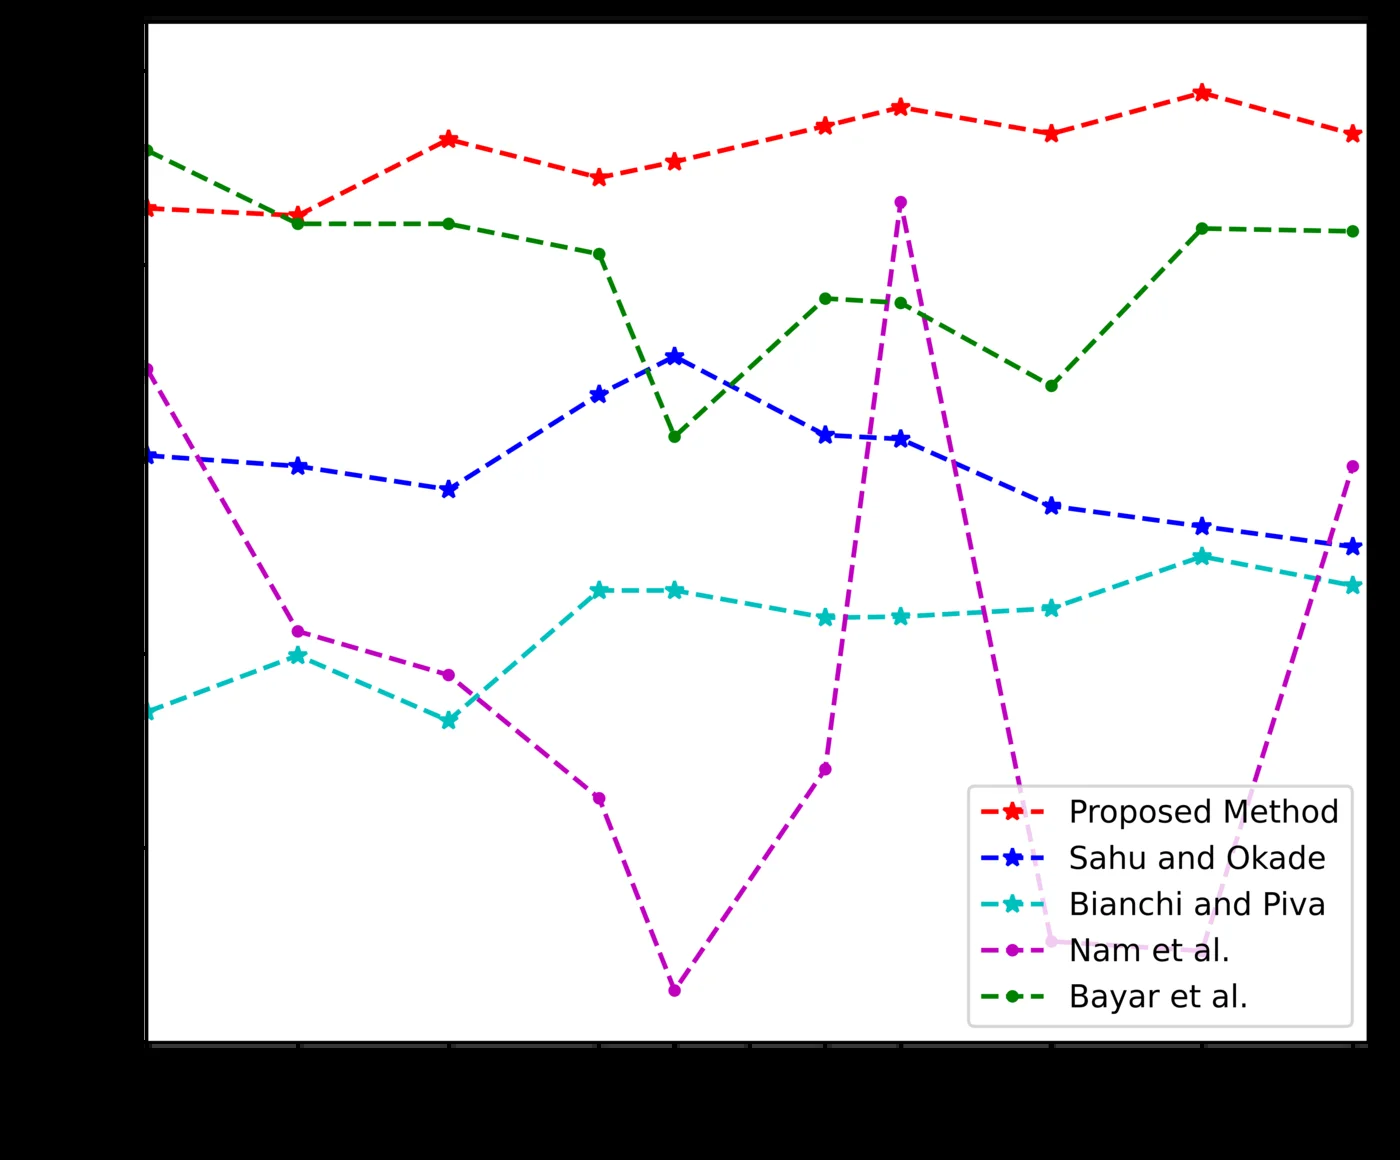 Proposed Method
Sahu and Okade
Bianchi and Piva
Nam et al.
Bayar et al.